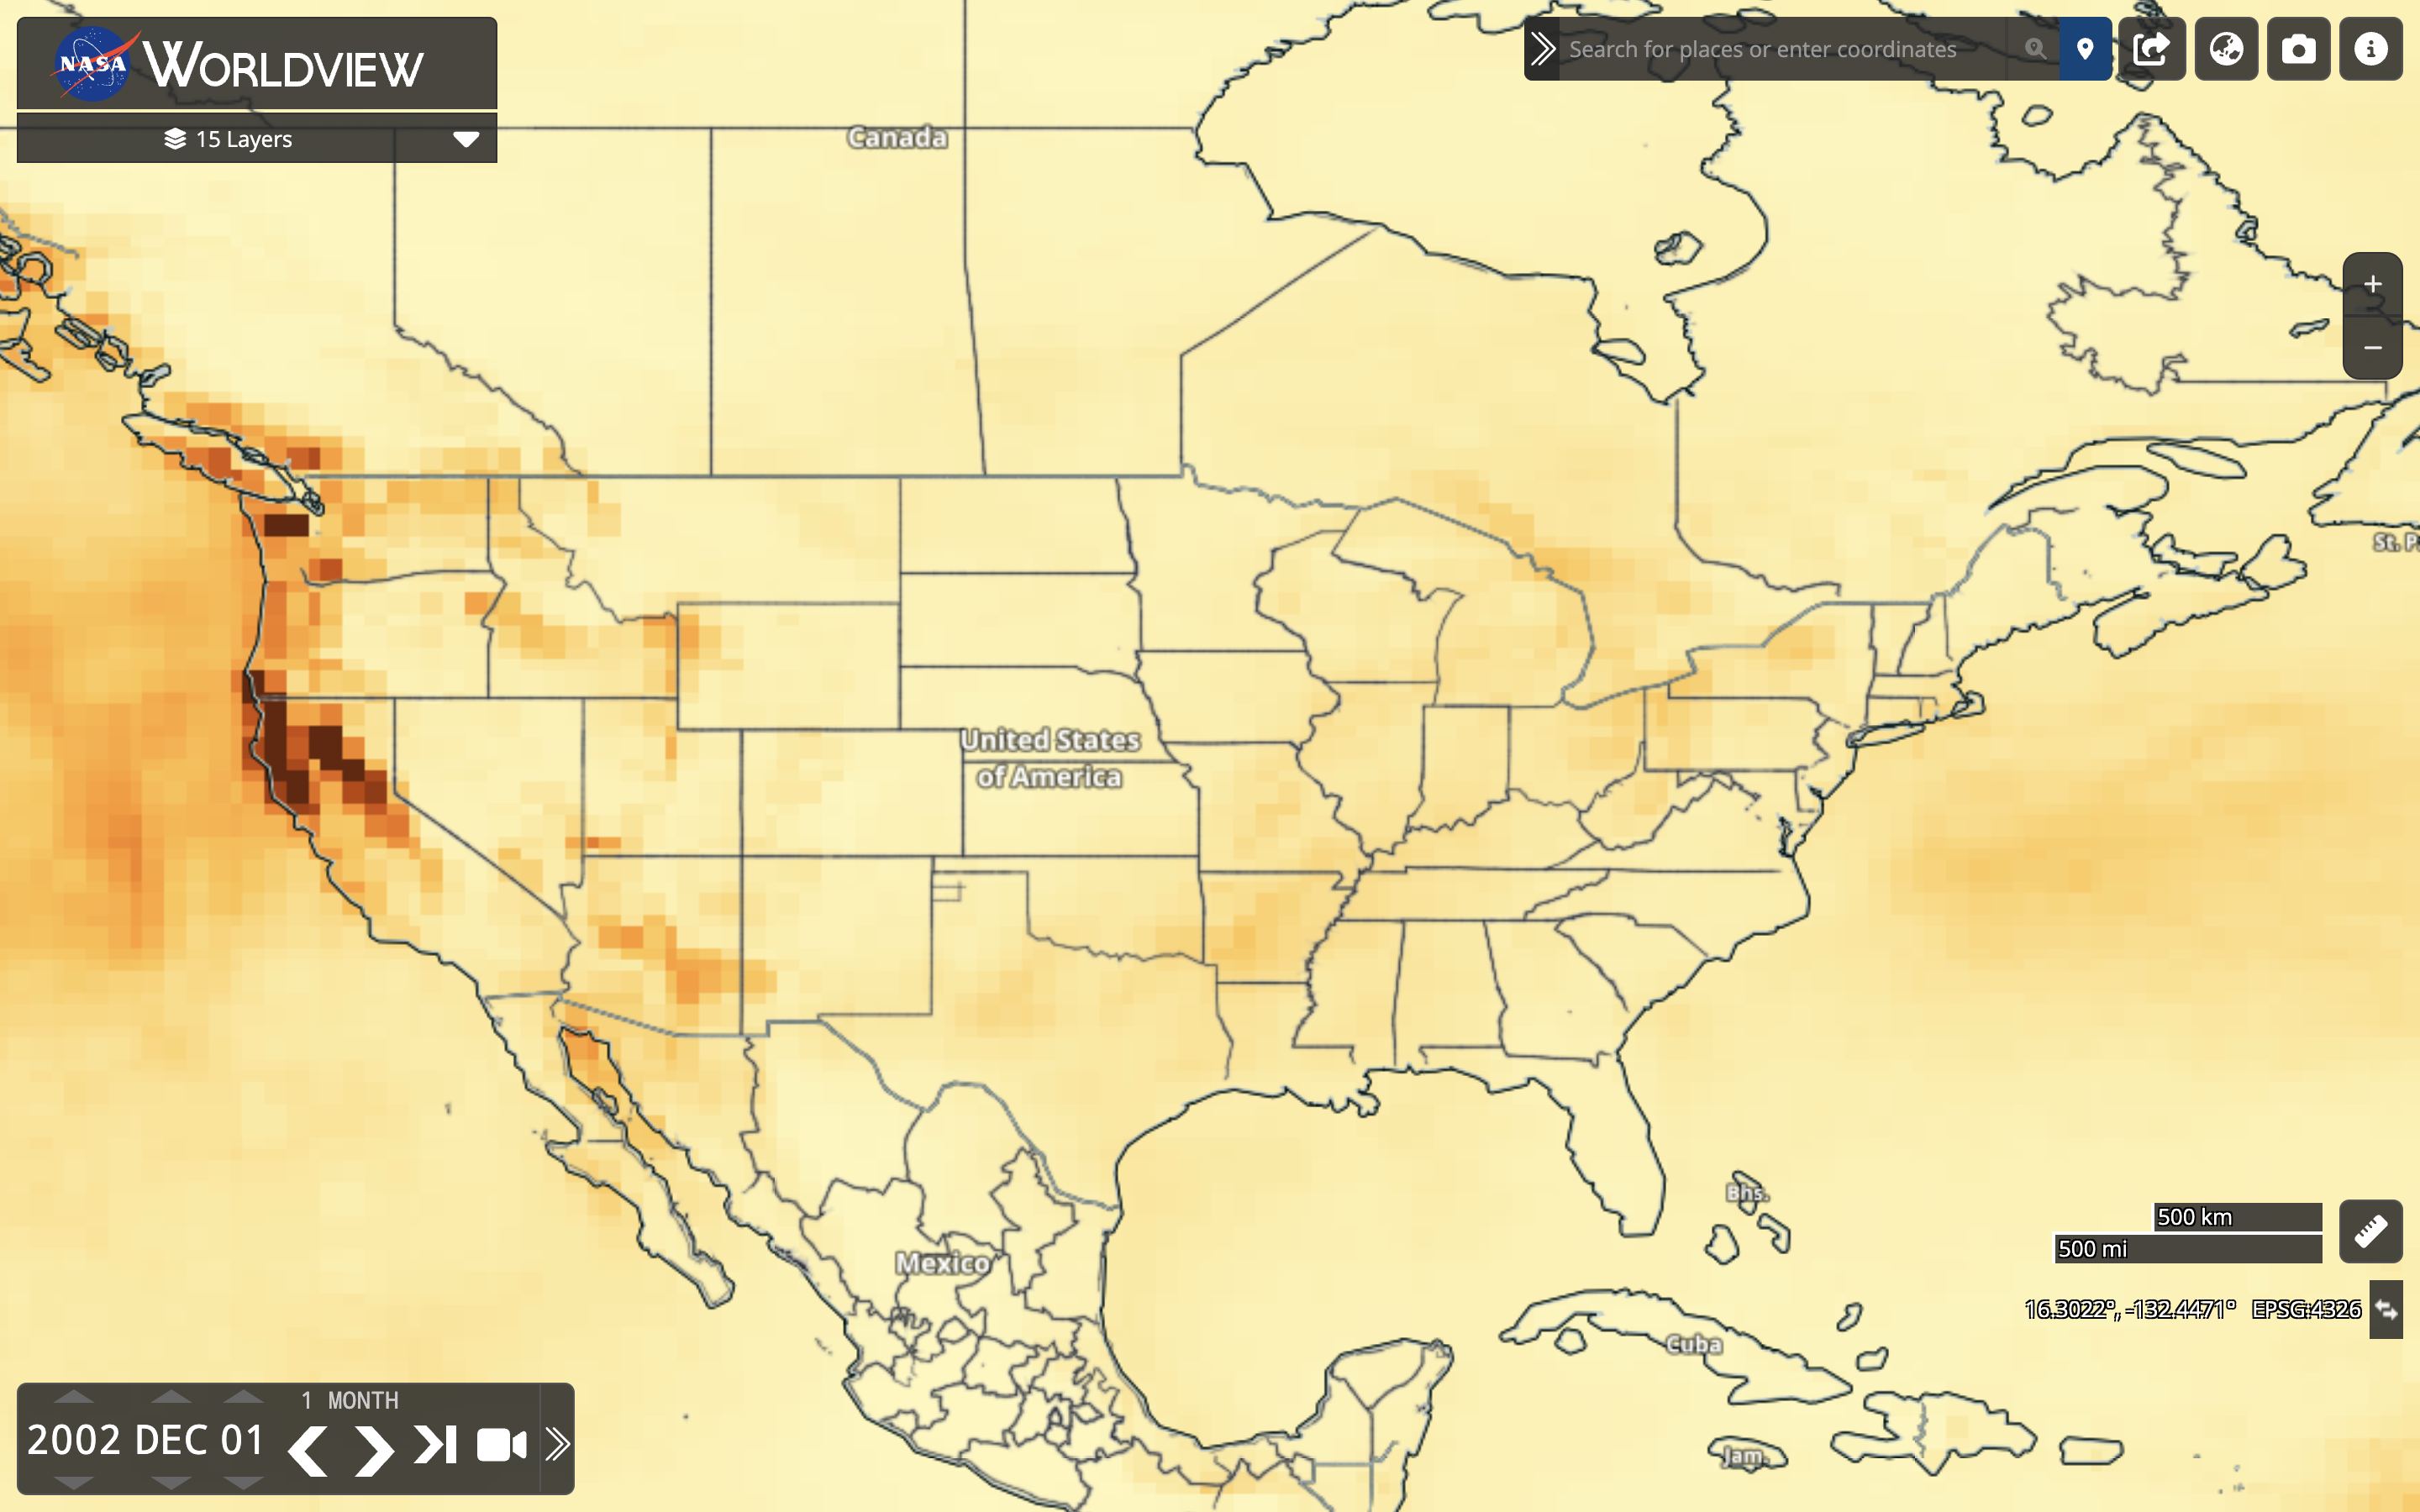 NASA WORLDVIEW
15 Layers
Search for places or enter coordinates
Canada
St. P
United States
of America
Mexico
Bhs.
Cuba
Jam.
+
−
500 km
500 mi
16.3022°, -132.4471° EPSG:4326
1 MONTH
2002 DEC 01